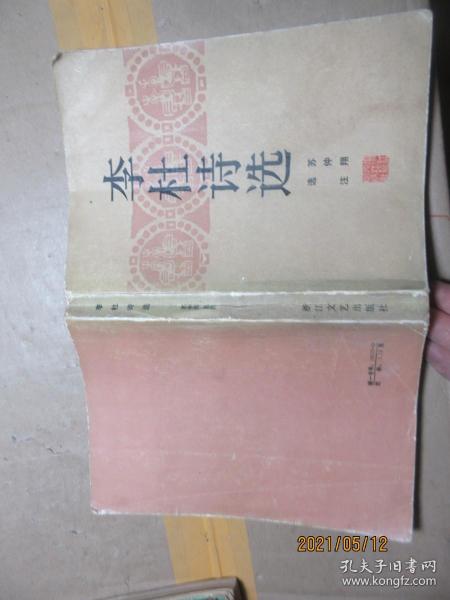 李杜诗选
苏仲翔
选注
李杜诗选
浙江文艺出版社
2021/05/12
孔夫子旧书网
www.kongfz.com